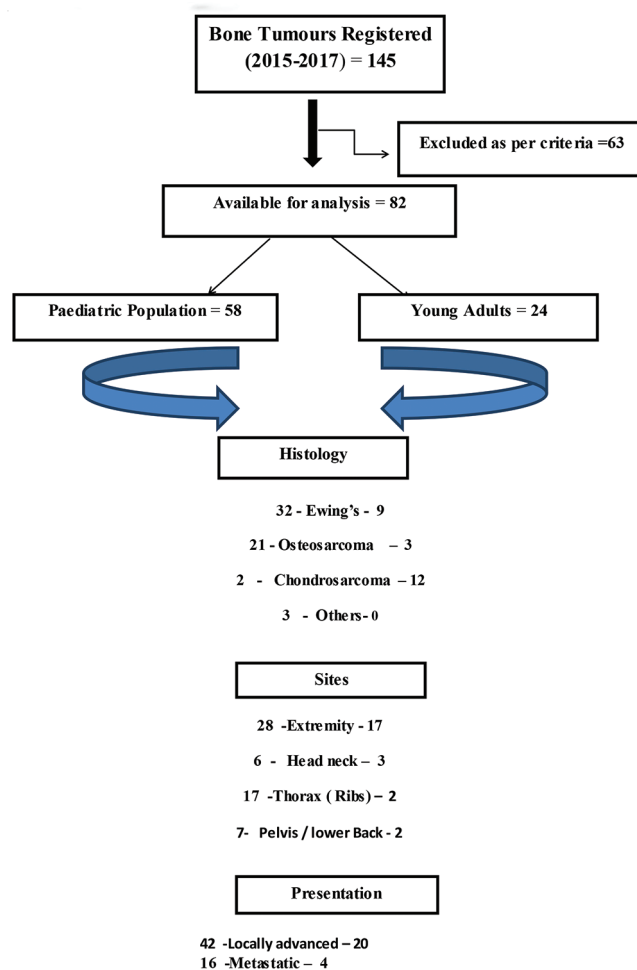 Bone Tumours Registered
(2015-2017) = 145
Excluded as per criteria =63
Available for analysis = 82
Paediatric Population = 58
Young Adults = 24
Histology
32 - Ewing's - 9
21 - Osteosarcoma – 3
2 - Chondrosarcoma – 12
3 - Others- 0
Sites
28 -Extremity - 17
6 - Head neck – 3
17 -Thorax ( Ribs) – 2
7- Pelvis / lower Back - 2
Presentation
42 -Locally advanced – 20
16 -Metastatic – 4